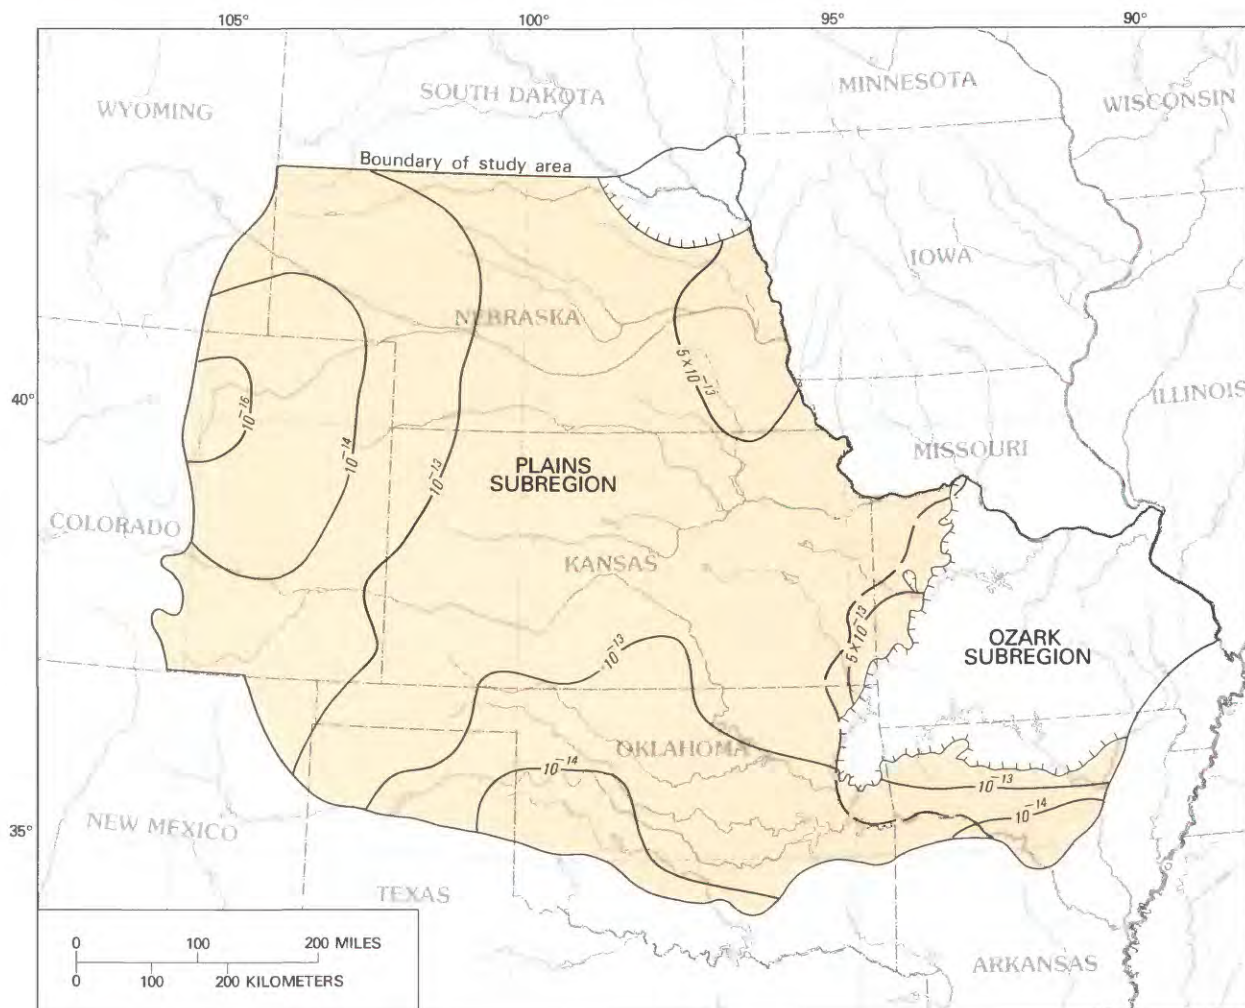 105° 100° 95° 90°
WYOMING
SOUTH DAKOTA
MINNESOTA
WISCONSIN
Boundary of study area
IOWA
NEBRASKA
5 × 10⁻¹³
40°
ILLINOIS
10⁻¹⁶
10⁻¹⁴
10⁻¹³
PLAINS
SUBREGION
MISSOURI
COLORADO
KANSAS
5 × 10⁻¹³
OZARK
SUBREGION
10⁻¹³
OKLAHOMA
10⁻¹⁴
10⁻¹³
10⁻¹⁴
35°
NEW MEXICO
TEXAS
ARKANSAS
0 100 200 MILES
0 100 200 KILOMETERS